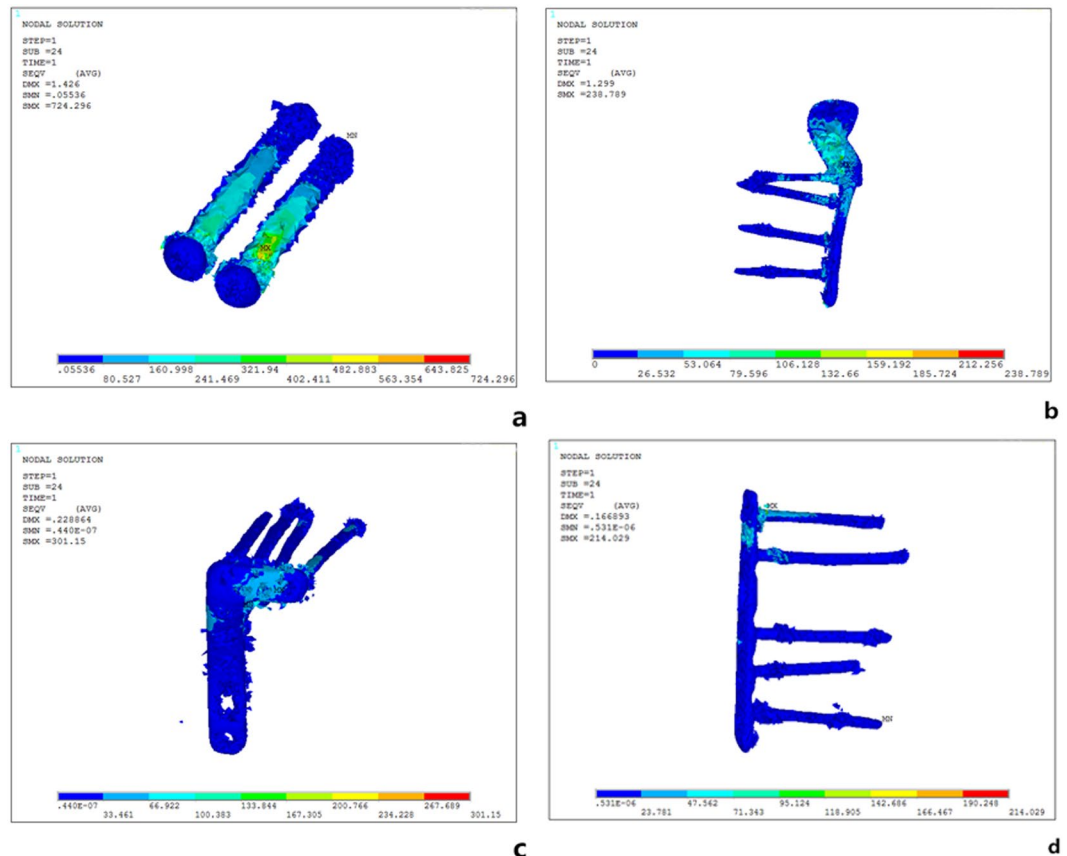 1
NODAL SOLUTION
STEP=1
SUB =24
TIME=1
SEQV (AVG)
DMX =1.426
SMN =.05536
SMX =724.296
MN
MX
.05536 160.998 321.94 482.883 643.825
80.527 241.469 402.411 563.354 724.296
a
1
NODAL SOLUTION
STEP=1
SUB =24
TIME=1
SEQV (AVG)
DMX =1.299
SMX =238.789
MX
0 53.064 106.128 159.192 212.256
26.532 79.596 132.66 185.724 238.789
b
1
NODAL SOLUTION
STEP=1
SUB =24
TIME=1
SEQV (AVG)
DMX =.228864
SMN =.440E-07
SMX =301.15
.440E-07 66.922 133.844 200.766 267.689
33.461 100.383 167.305 234.228 301.15
c
1
NODAL SOLUTION
STEP=1
SUB =24
TIME=1
SEQV (AVG)
DMX =.166893
SMN =.531E-06
SMX =214.029
MX
MN
.531E-06 47.562 95.124 142.686 190.248
23.781 71.343 118.905 166.467 214.029
d